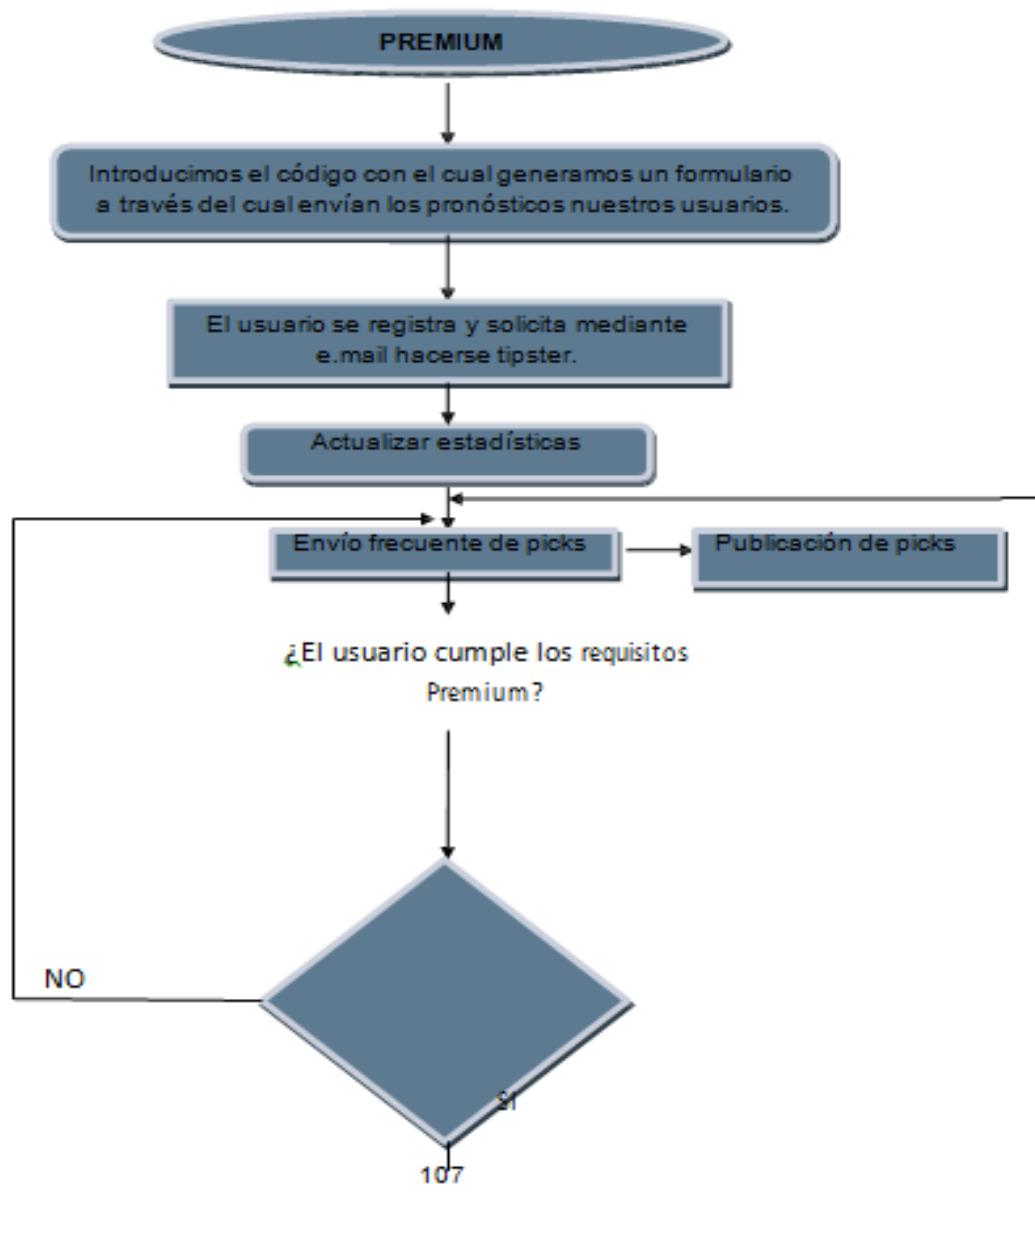 PREMIUM
Introducimos el código con el cual generamos un formulario
a través del cual envían los pronósticos nuestros usuarios.
El usuario se registra y solicita mediante
e.mail hacerse tipster.
Actualizar estadísticas
Envío frecuente de picks
Publicación de picks
¿El usuario cumple los requisitos
Premium?
NO
SI
107